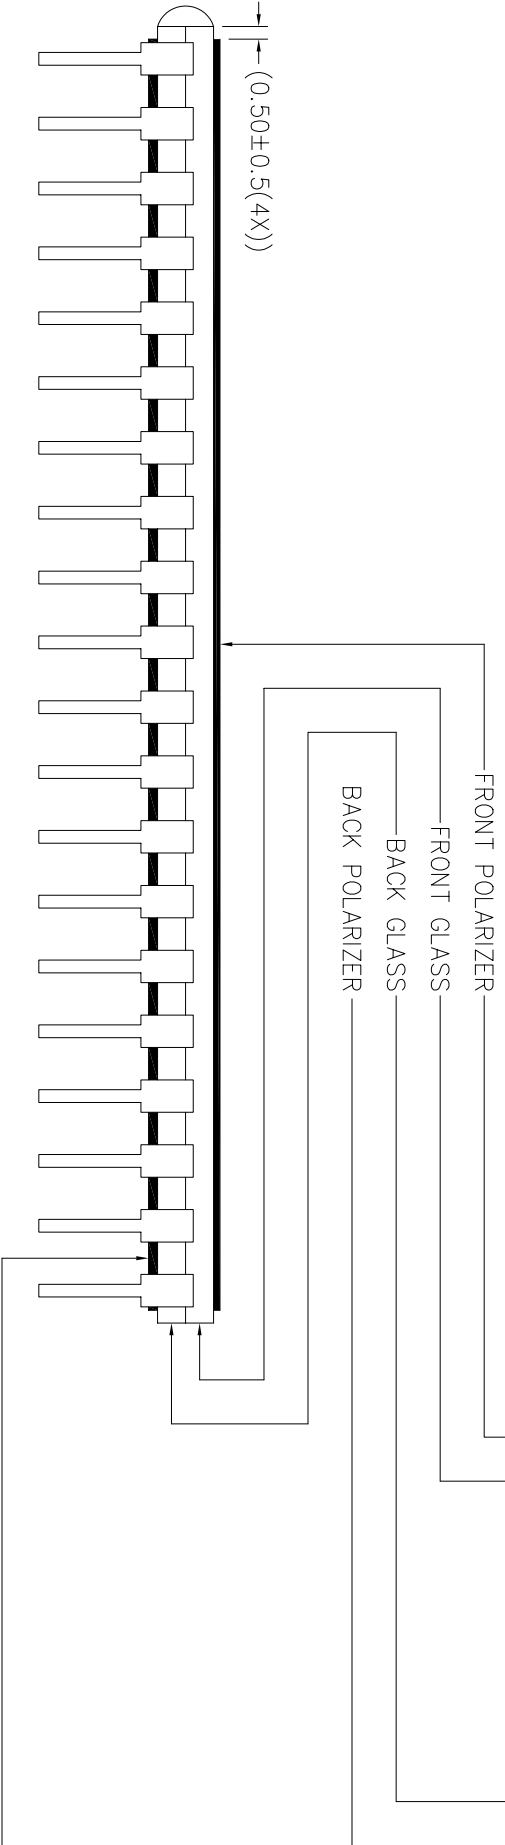 (0.50±0.5(4X))
FRONT POLARIZER
FRONT GLASS
BACK GLASS
BACK POLARIZER